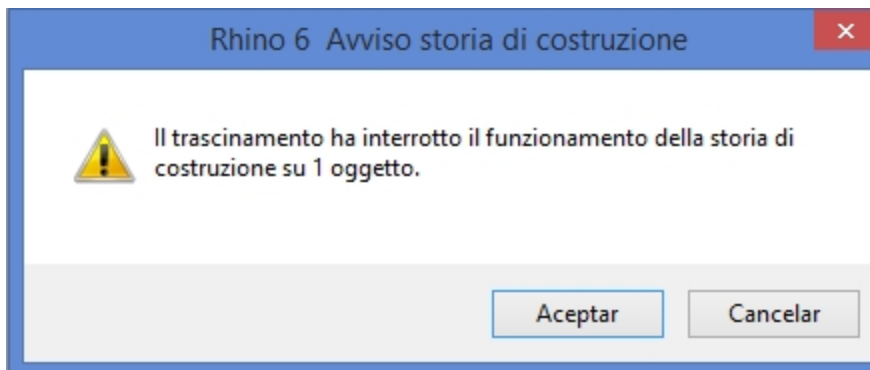 Rhino 6 Avviso storia di costruzione
Il trascinamento ha interrotto il funzionamento della storia di
costruzione su 1 oggetto.
Aceptar Cancelar